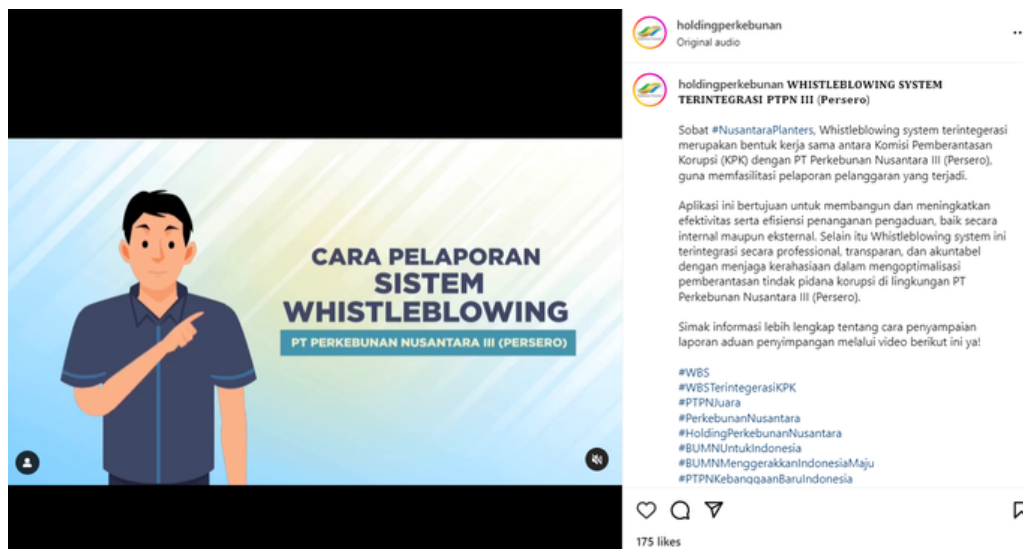 CARA PELAPORAN
SISTEM
WHISTLEBLOWING
PT PERKEBUNAN NUSANTARA III (PERSERO)
holdingperkebunan
Original audio
holdingperkebunan WHISTLEBLOWING SYSTEM
TERINTEGRASI PTPN III (Persero)
Sobat #NusantaraPlanters, Whistleblowing system terintegerasi
merupakan bentuk kerja sama antara Komisi Pemberantasan
Korupsi (KPK) dengan PT Perkebunan Nusantara III (Persero),
guna memfasilitasi pelaporan pelanggaran yang terjadi.
Aplikasi ini bertujuan untuk membangun dan meningkatkan
efektivitas serta efisiensi penanganan pengaduan, baik secara
internal maupun eksternal. Selain itu Whistleblowing system ini
terintegrasi secara professional, transparan, dan akuntabel
dengan menjaga kerahasiaan dalam mengoptimalisasi
pemberantasan tindak pidana korupsi di lingkungan PT
Perkebunan Nusantara III (Persero).
Simak informasi lebih lengkap tentang cara penyampaian
laporan aduan penyimpangan melalui video berikut ini ya!
#WBS
#WBSTerintegerasiKPK
#PTPNJuara
#PerkebunanNusantara
#HoldingPerkebunanNusantara
#BUMNUntukIndonesia
#BUMNMenggerakkanIndonesiaMaju
#PTPNKebanggaanBaruIndonesia
175 likes